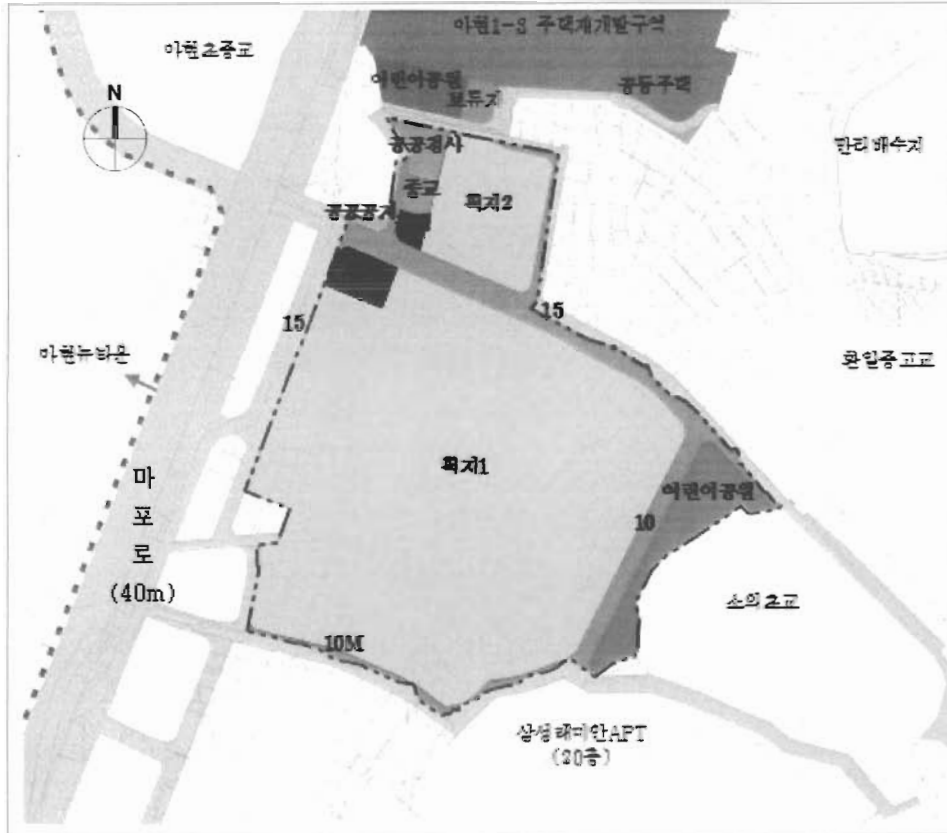 아현1-3 주택재개발구역
아현초중교
어린이공원
공동주택
보류지
N
공공청사
만리배수지
종교
획지2
공공공지
15
15
아현뉴타운
환일중고교
획지1
어린이공원
마
포
로
(40m)
10
소의초교
10M
삼성래미안APT
(20층)